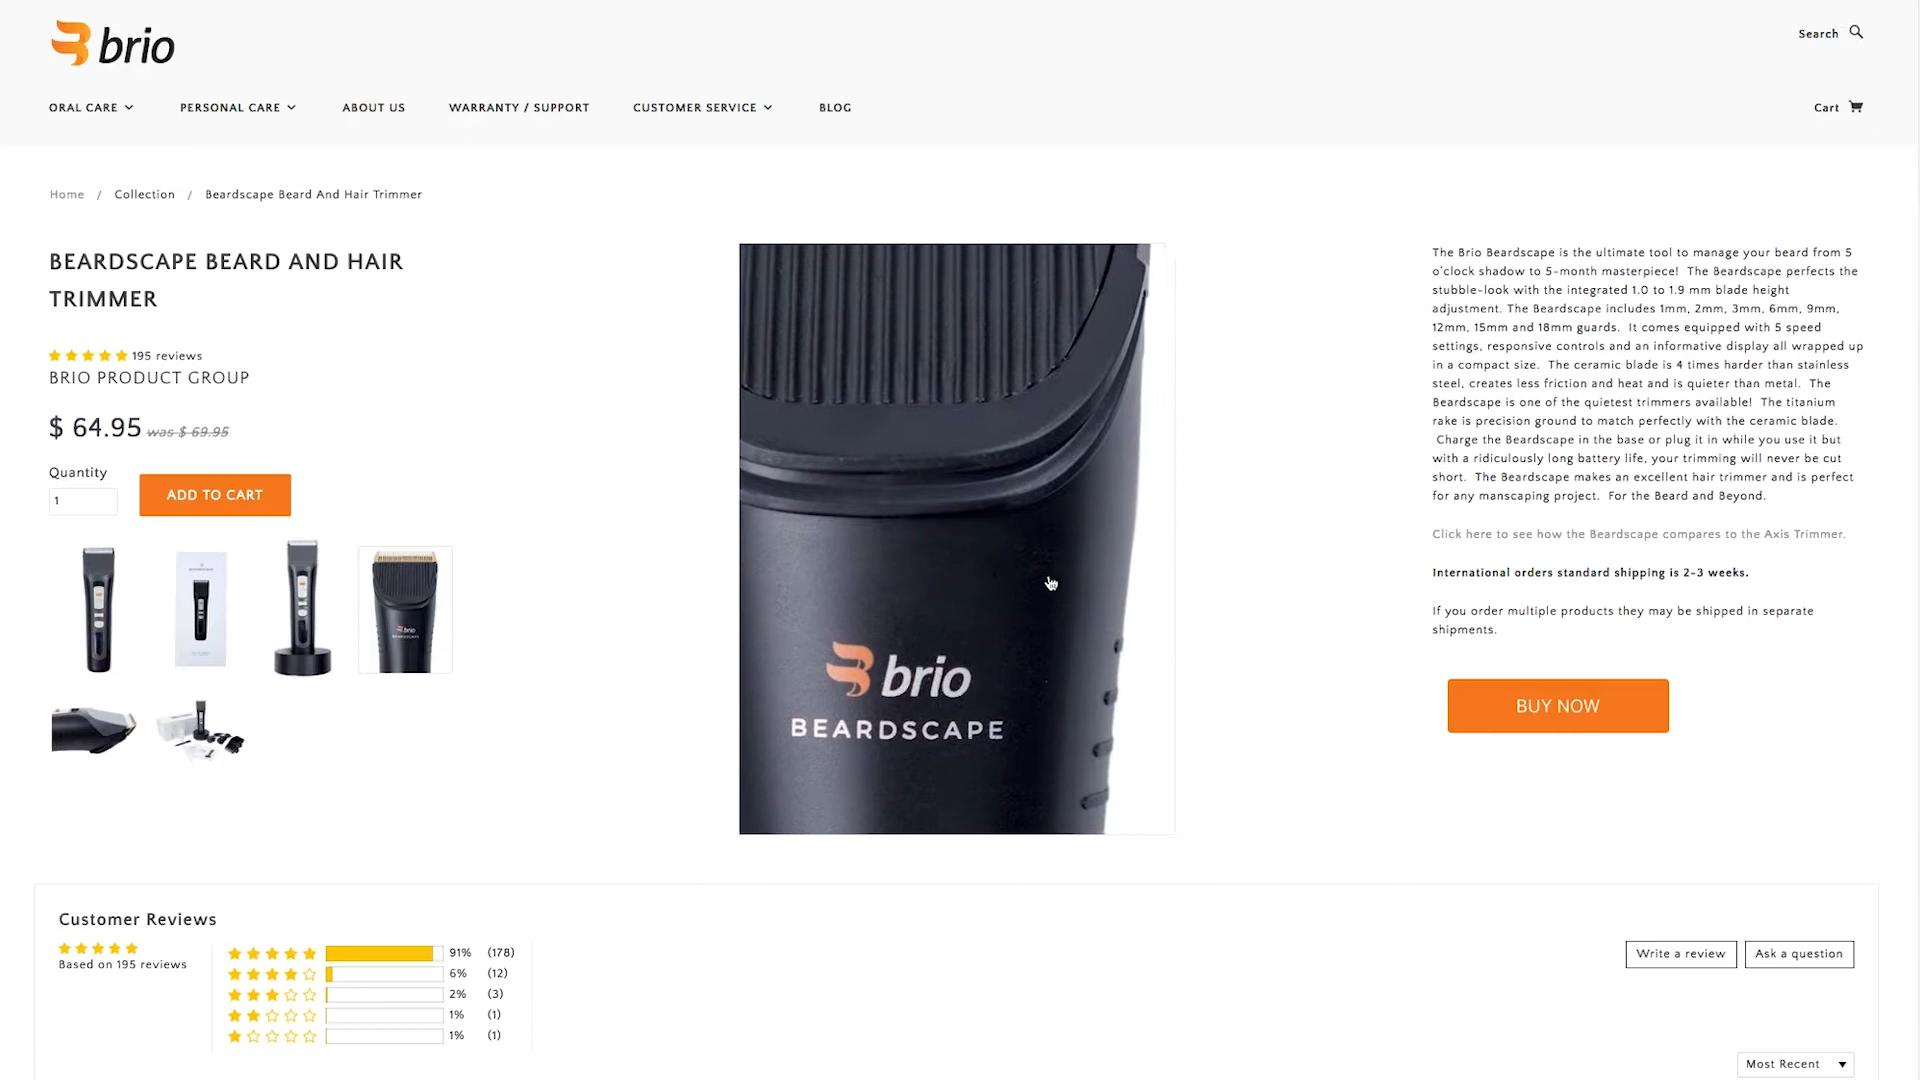 brio
Search
ORAL CARE
PERSONAL CARE
ABOUT US
WARRANTY / SUPPORT
CUSTOMER SERVICE
BLOG
Cart
Home / Collection / Beardscape Beard And Hair Trimmer
BEARDSCAPE BEARD AND HAIR
TRIMMER
195 reviews
BRIO PRODUCT GROUP
$ 64.95 was $ 69.95
Quantity
1
ADD TO CART
brio
BEARDSCAPE
The Brio Beardscape is the ultimate tool to manage your beard from 5
o'clock shadow to 5-month masterpiece! The Beardscape perfects the
stubble-look with the integrated 1.0 to 1.9 mm blade height
adjustment. The Beardscape includes 1mm, 2mm, 3mm, 6mm, 9mm,
12mm, 15mm and 18mm guards. It comes equipped with 5 speed
settings, responsive controls and an informative display all wrapped up
in a compact size. The ceramic blade is 4 times harder than stainless
steel, creates less friction and heat and is quieter than metal. The
Beardscape is one of the quietest trimmers available! The titanium
rake is precision ground to match perfectly with the ceramic blade.
Charge the Beardscape in the base or plug it in while you use it but
with a ridiculously long battery life, your trimming will never be cut
short. The Beardscape makes an excellent hair trimmer and is perfect
for any manscaping project. For the Beard and Beyond.
Click here to see how the Beardscape compares to the Axis Trimmer.
International orders standard shipping is 2-3 weeks.
If you order multiple products they may be shipped in separate
shipments.
BUY NOW
Customer Reviews
Based on 195 reviews
91% (178)
6% (12)
2% (3)
1% (1)
1% (1)
Write a review
Ask a question
Most Recent